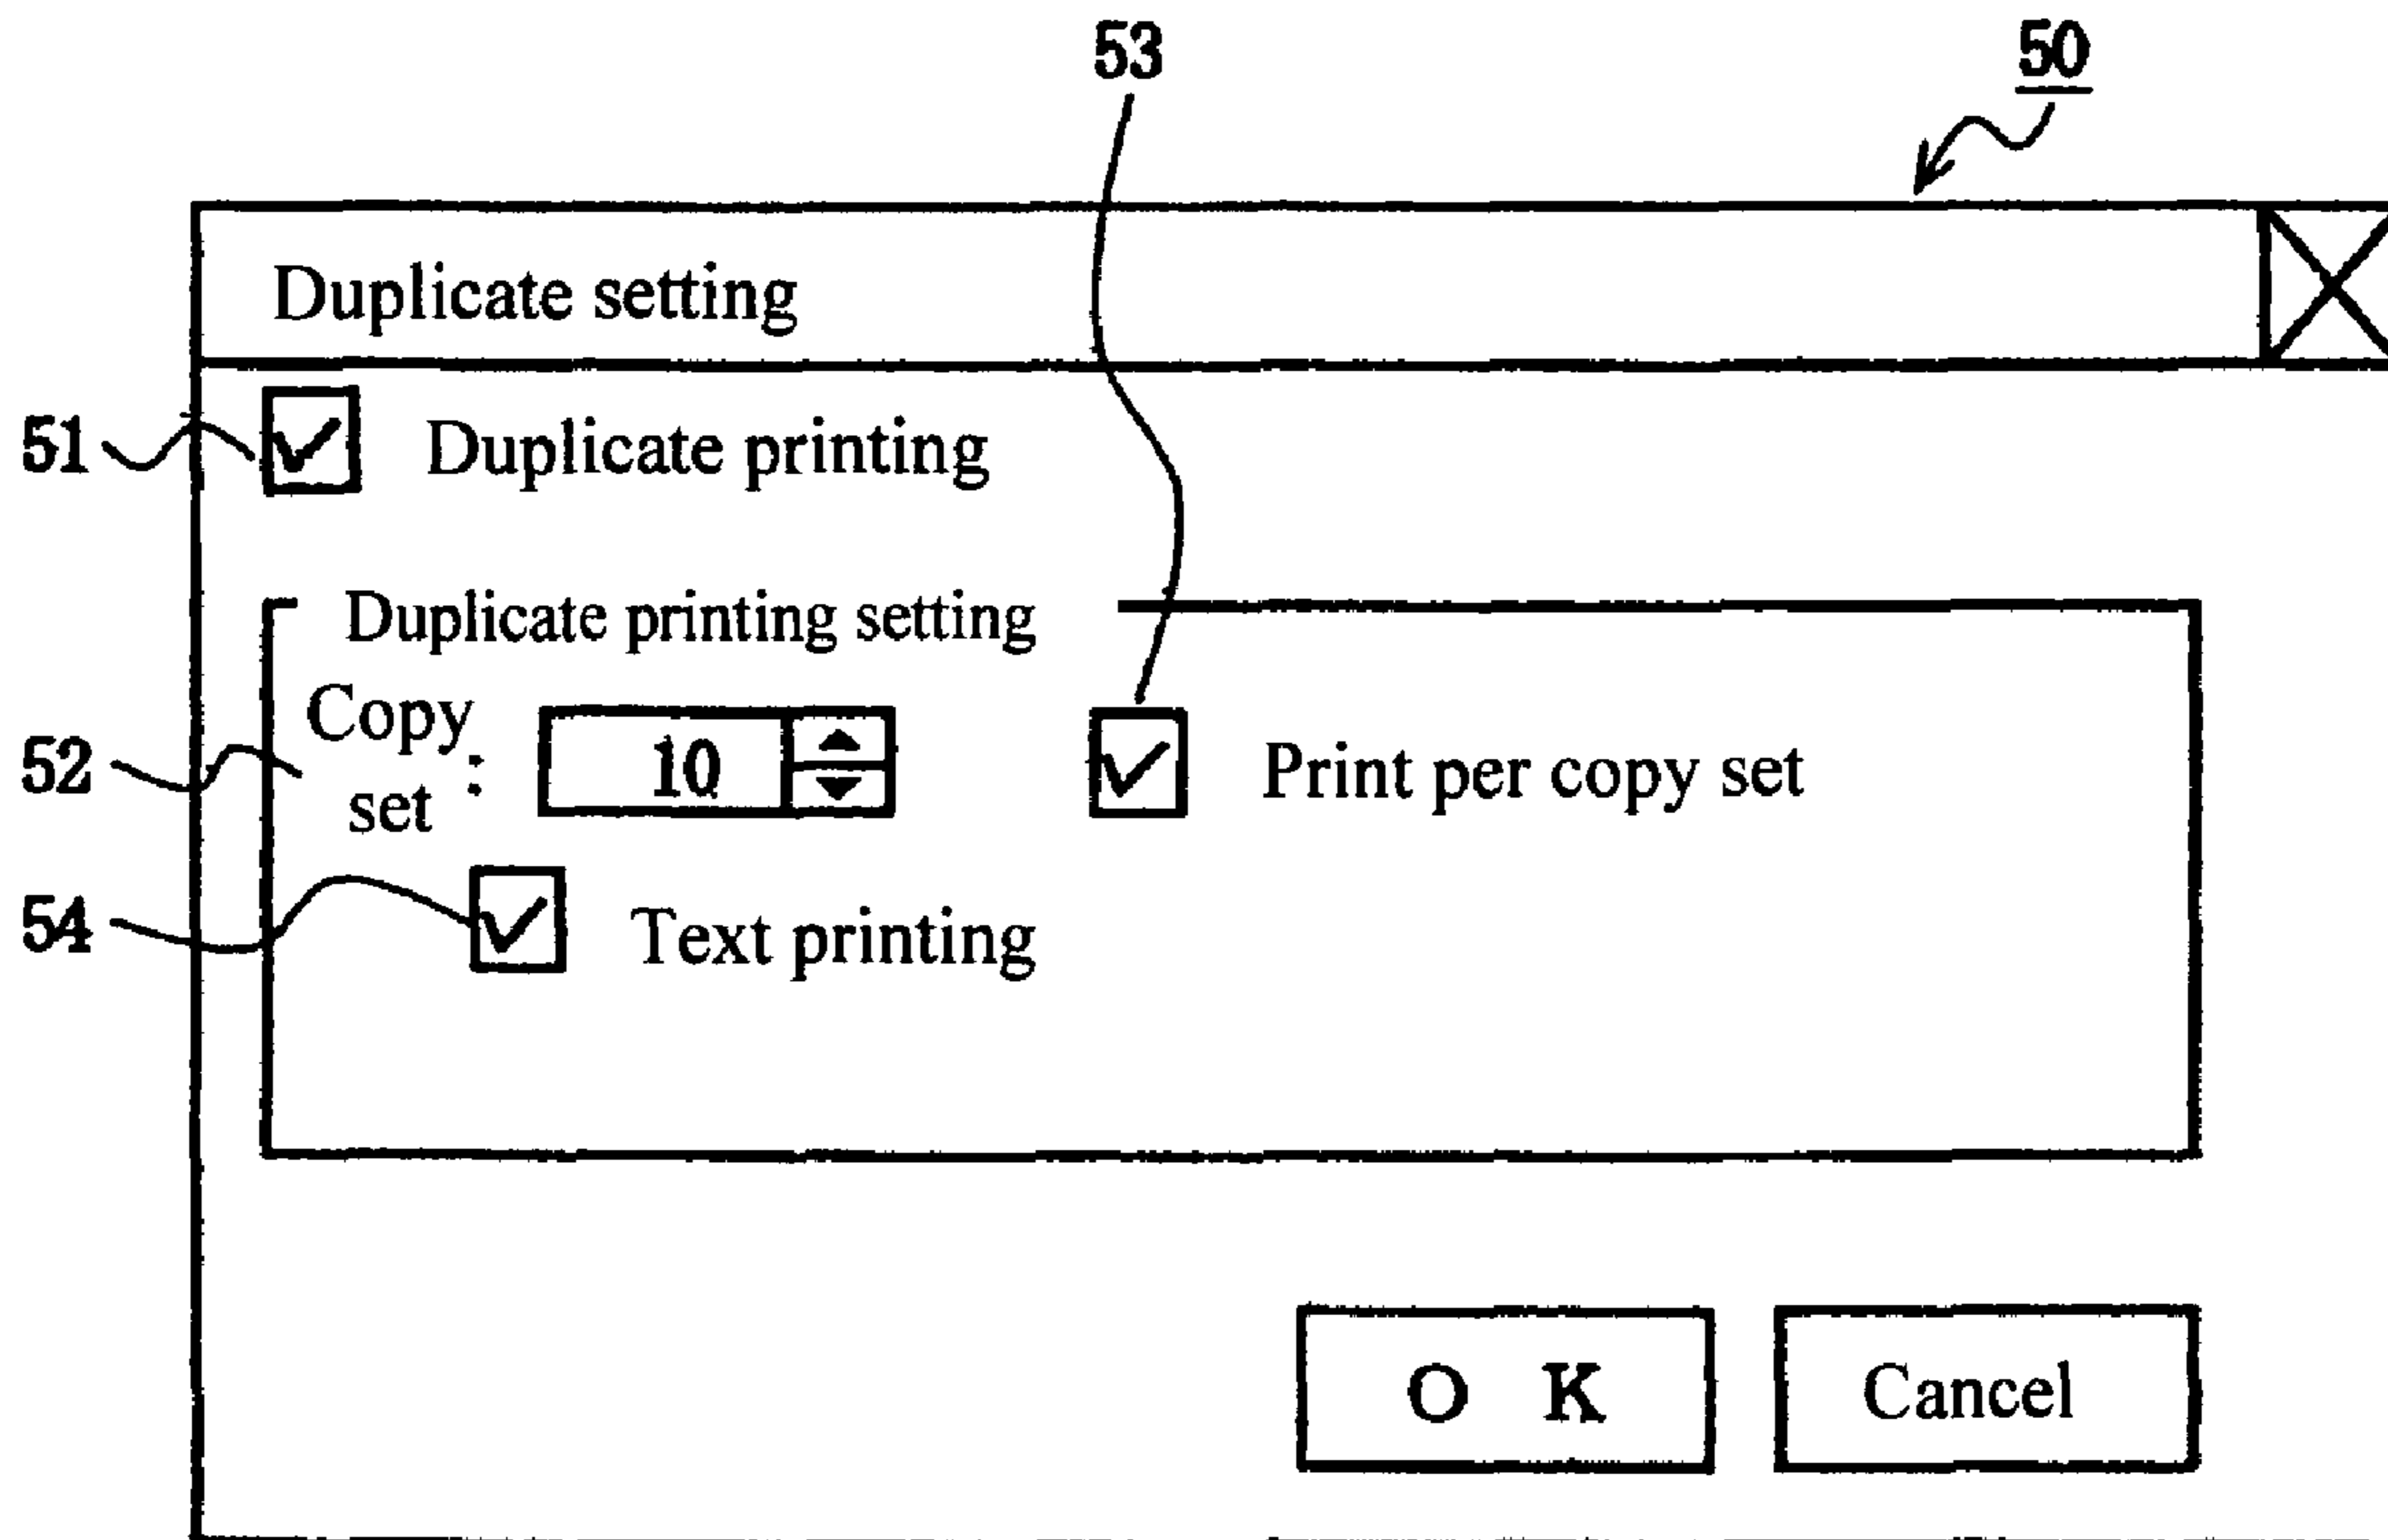 53
50
Duplicate setting
51
Duplicate printing
Duplicate printing setting
52
Copy set :
10
Print per copy set
54
Text printing
O K
Cancel